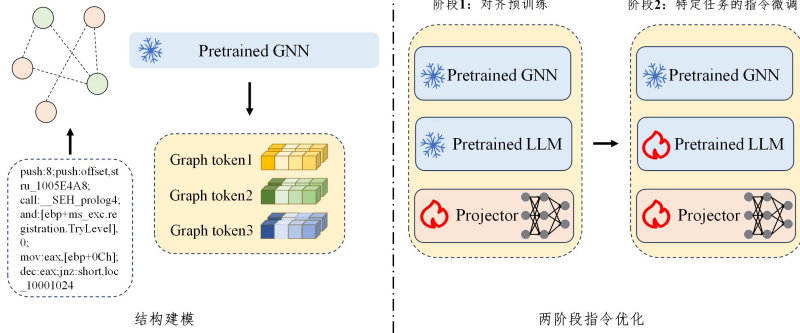 Pretrained GNN
Graph token1
Graph token2
Graph token3
push:8;push:offset,st
ru_1005E4A8;
call:__SEH_prolog4;
and:[ebp+ms_exc.re
gistration.TryLevel],
0;
mov:eax,[ebp+0Ch];
dec:eax;jnz:short,loc
_10001024
结构建模
阶段1：对齐预训练
Pretrained GNN
Pretrained LLM
Projector
阶段2：特定任务的指令微调
Pretrained GNN
Pretrained LLM
Projector
两阶段指令优化